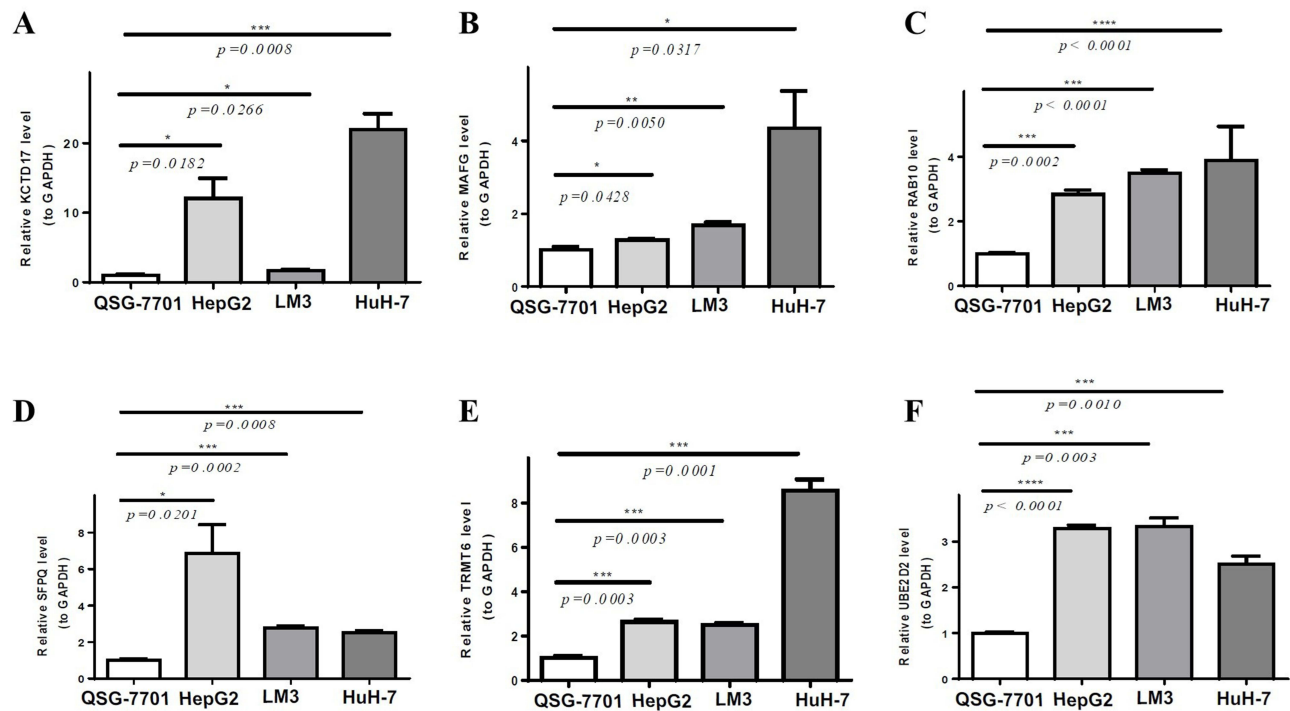 A
***
p=0.0008
*
p=0.0266
*
p=0.0182
Relative KCTD17 level
(to GAPDH)
20
10
0
QSG-7701 HepG2 LM3 HuH-7
B
*
p=0.0317
**
p=0.0050
*
p=0.0428
Relative MAFG level
(to GAPDH)
4
2
0
QSG-7701 HepG2 LM3 HuH-7
C
****
p< 0.0001
***
p< 0.0001
***
p=0.0002
Relative RAB10 level
(to GAPDH)
4
2
0
QSG-7701 HepG2 LM3 HuH-7
D
***
p=0.0008
***
p=0.0002
*
p=0.0201
Relative SFPQ level
(to GAPDH)
8
6
4
2
0
QSG-7701 HepG2 LM3 HuH-7
E
***
p=0.0001
***
p=0.0003
***
p=0.0003
Relative TRMT6 level
(to GAPDH)
8
6
4
2
0
QSG-7701 HepG2 LM3 HuH-7
F
***
p=0.0010
***
p=0.0003
****
p< 0.0001
Relative UBE2D2 level
(to GAPDH)
3
2
1
0
QSG-7701 HepG2 LM3 HuH-7